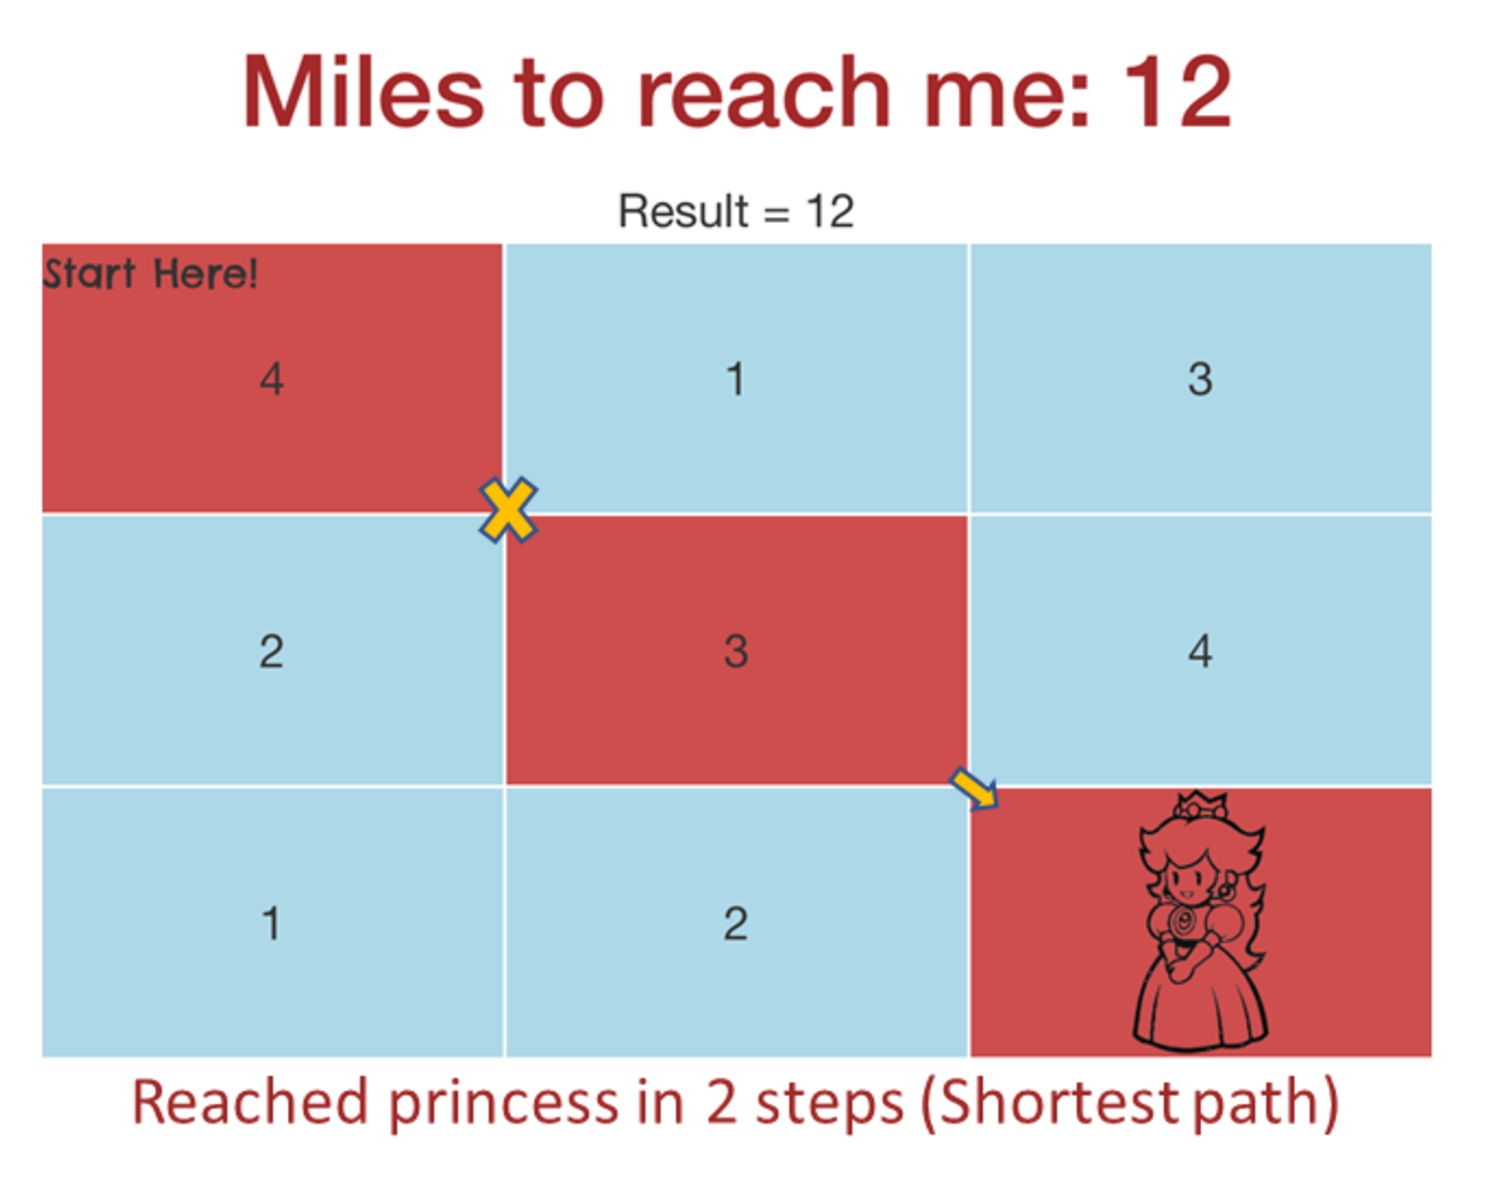 Miles to reach me: 12
Result = 12
Start Here!
4 1 3
2 3 4
1 2
Reached princess in 2 steps (Shortest path)